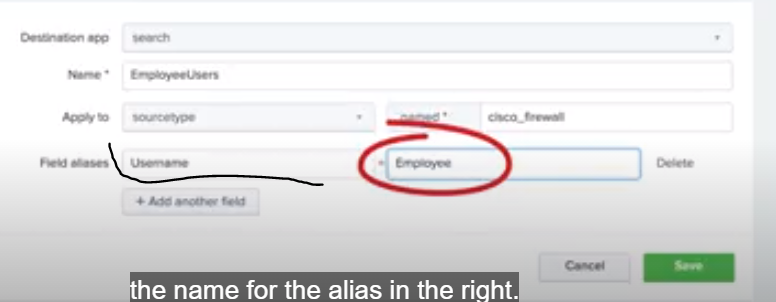 Destination app search
Name * EmployeeUsers
Apply to sourcetype named * cisco_firewall
Field aliases Username = Employee Delete
+ Add another field
Cancel Save
the name for the alias in the right.